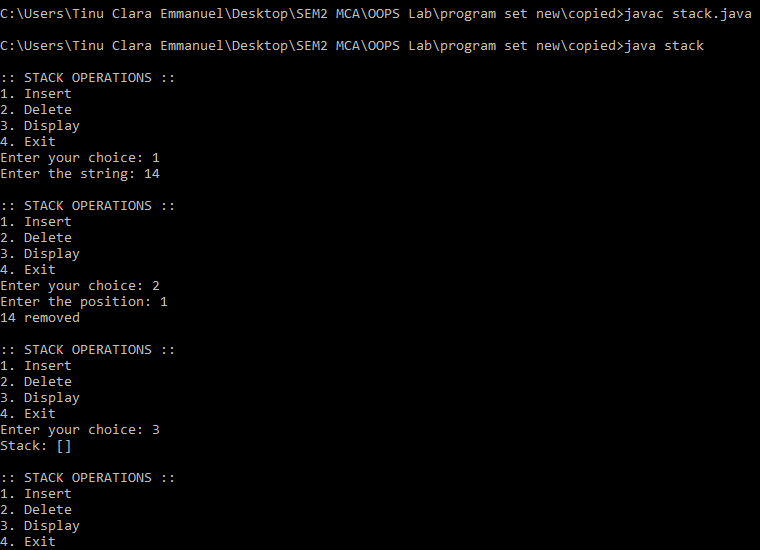 C:\Users\Tinu Clara Emmanuel\Desktop\SEM2 MCA\OOPS Lab\program set new\copied>javac stack.java
C:\Users\Tinu Clara Emmanuel\Desktop\SEM2 MCA\OOPS Lab\program set new\copied>java stack
:: STACK OPERATIONS ::
1. Insert
2. Delete
3. Display
4. Exit
Enter your choice: 1
Enter the string: 14
:: STACK OPERATIONS ::
1. Insert
2. Delete
3. Display
4. Exit
Enter your choice: 2
Enter the position: 1
14 removed
:: STACK OPERATIONS ::
1. Insert
2. Delete
3. Display
4. Exit
Enter your choice: 3
Stack: []
:: STACK OPERATIONS ::
1. Insert
2. Delete
3. Display
4. Exit